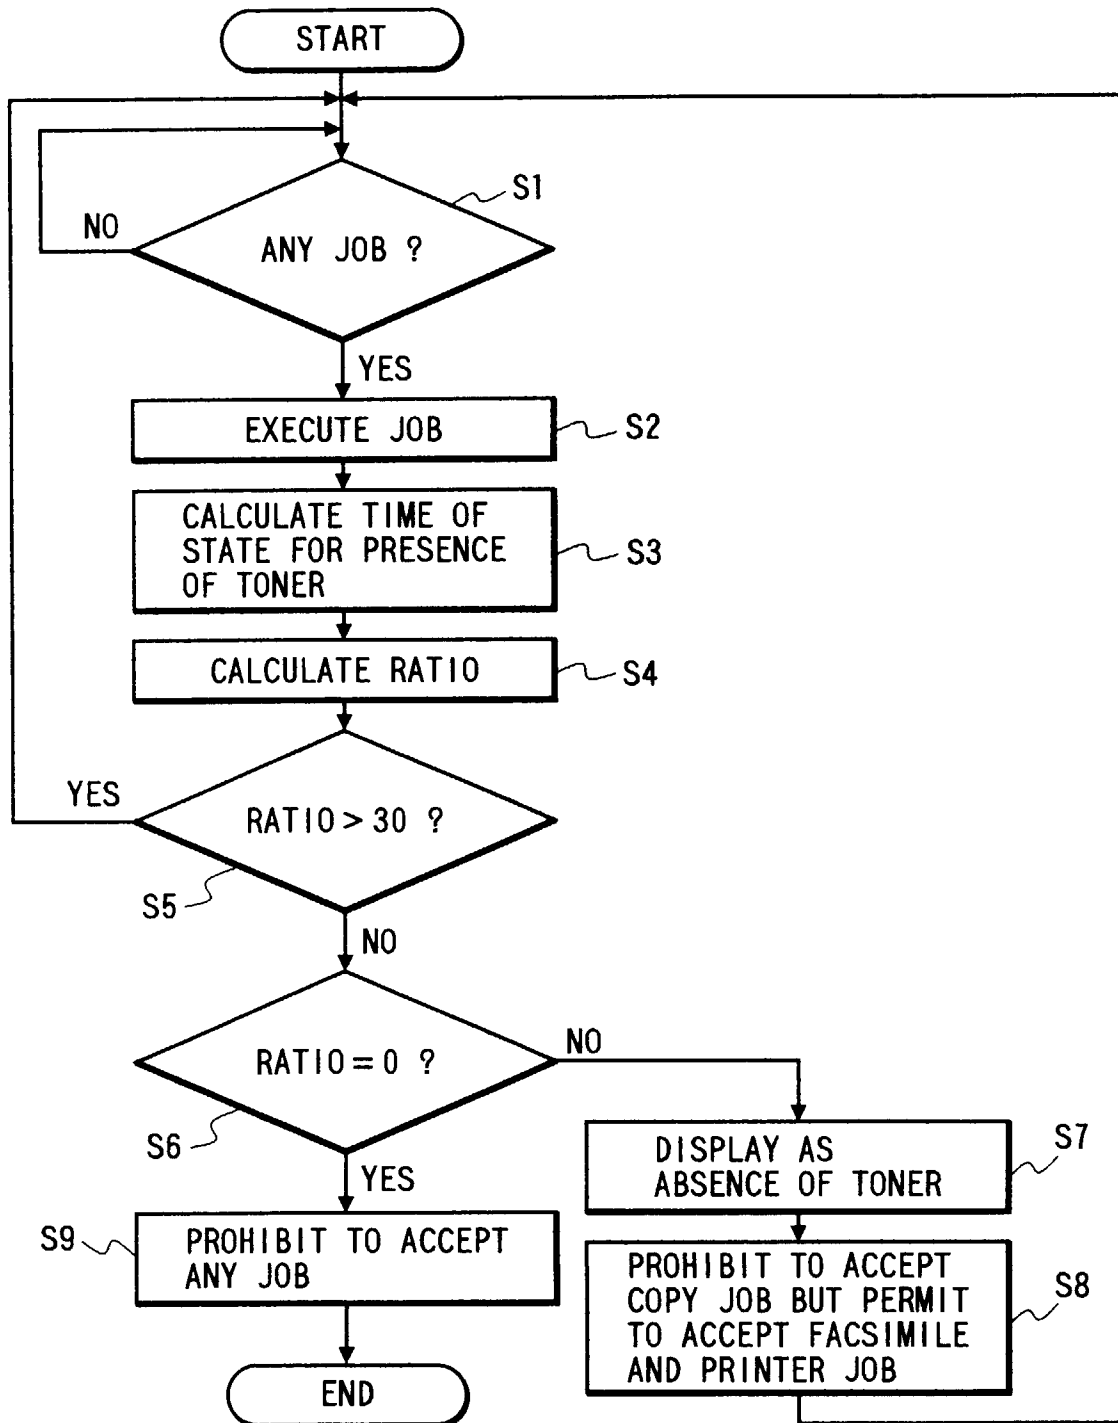 START
S1
NO
ANY JOB ?
YES
EXECUTE JOB
S2
CALCULATE TIME OF
STATE FOR PRESENCE
OF TONER
S3
CALCULATE RATIO
S4
YES
RATIO > 30 ?
S5
NO
RATIO = 0 ?
NO
S6
YES
DISPLAY AS
ABSENCE OF TONER
S7
S9
PROHIBIT TO ACCEPT
ANY JOB
PROHIBIT TO ACCEPT
COPY JOB BUT PERMIT
TO ACCEPT FACSIMILE
AND PRINTER JOB
S8
END